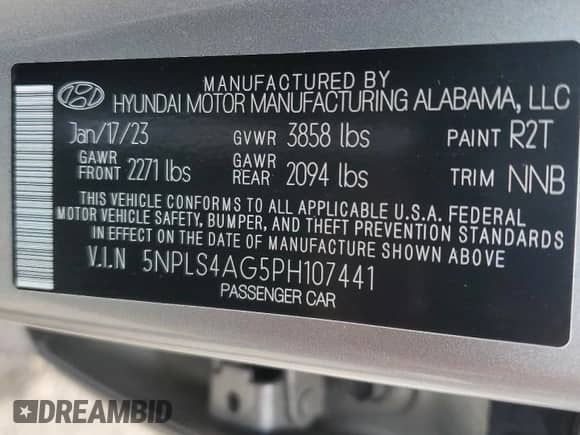 MANUFACTURED BY
HYUNDAI MOTOR MANUFACTURING ALABAMA, LLC
Jan/17/23 GVWR 3858 lbs PAINT R2T
GAWR FRONT 2271 lbs GAWR REAR 2094 lbs TRIM NNB
THIS VEHICLE CONFORMS TO ALL APPLICABLE U.S.A. FEDERAL
MOTOR VEHICLE SAFETY, BUMPER, AND THEFT PREVENTION STANDARDS
IN EFFECT ON THE DATE OF MANUFACTURE SHOWN ABOVE
V.I.N 5NPLS4AG5PH107441
PASSENGER CAR
DREAMBID